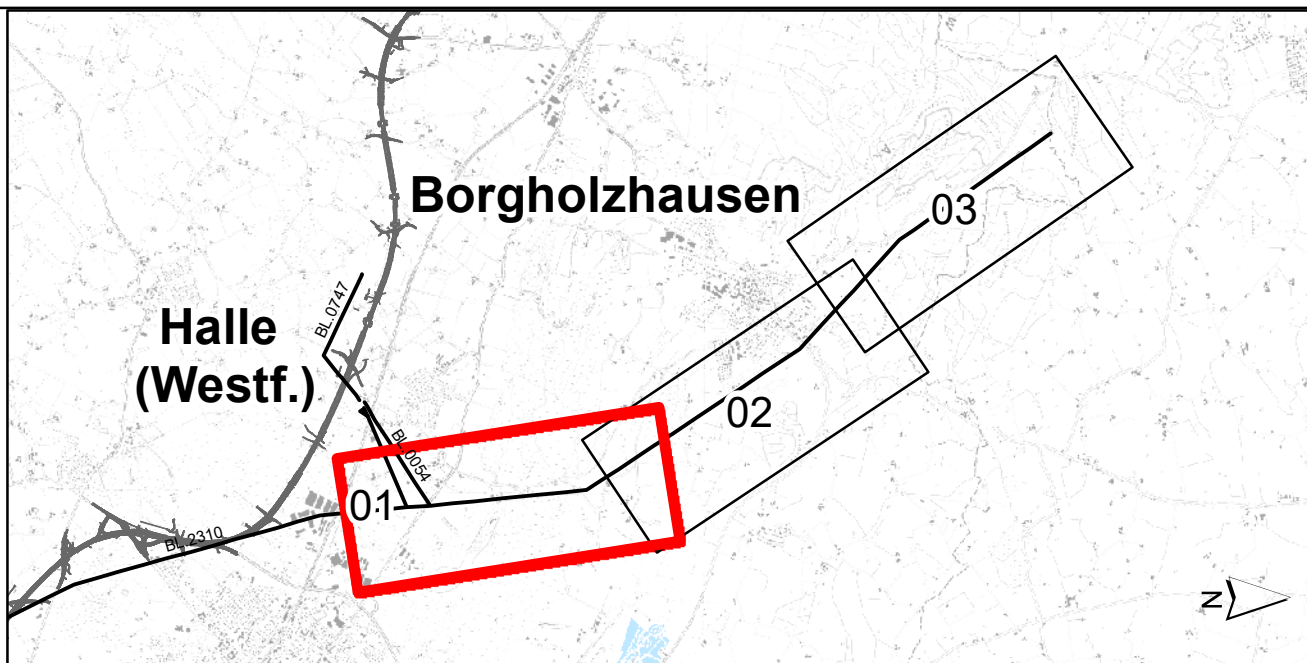 Borgholzhausen
03
BL.0747
Halle
(Westf.)
02
BL.0054
01
BL.2310
N